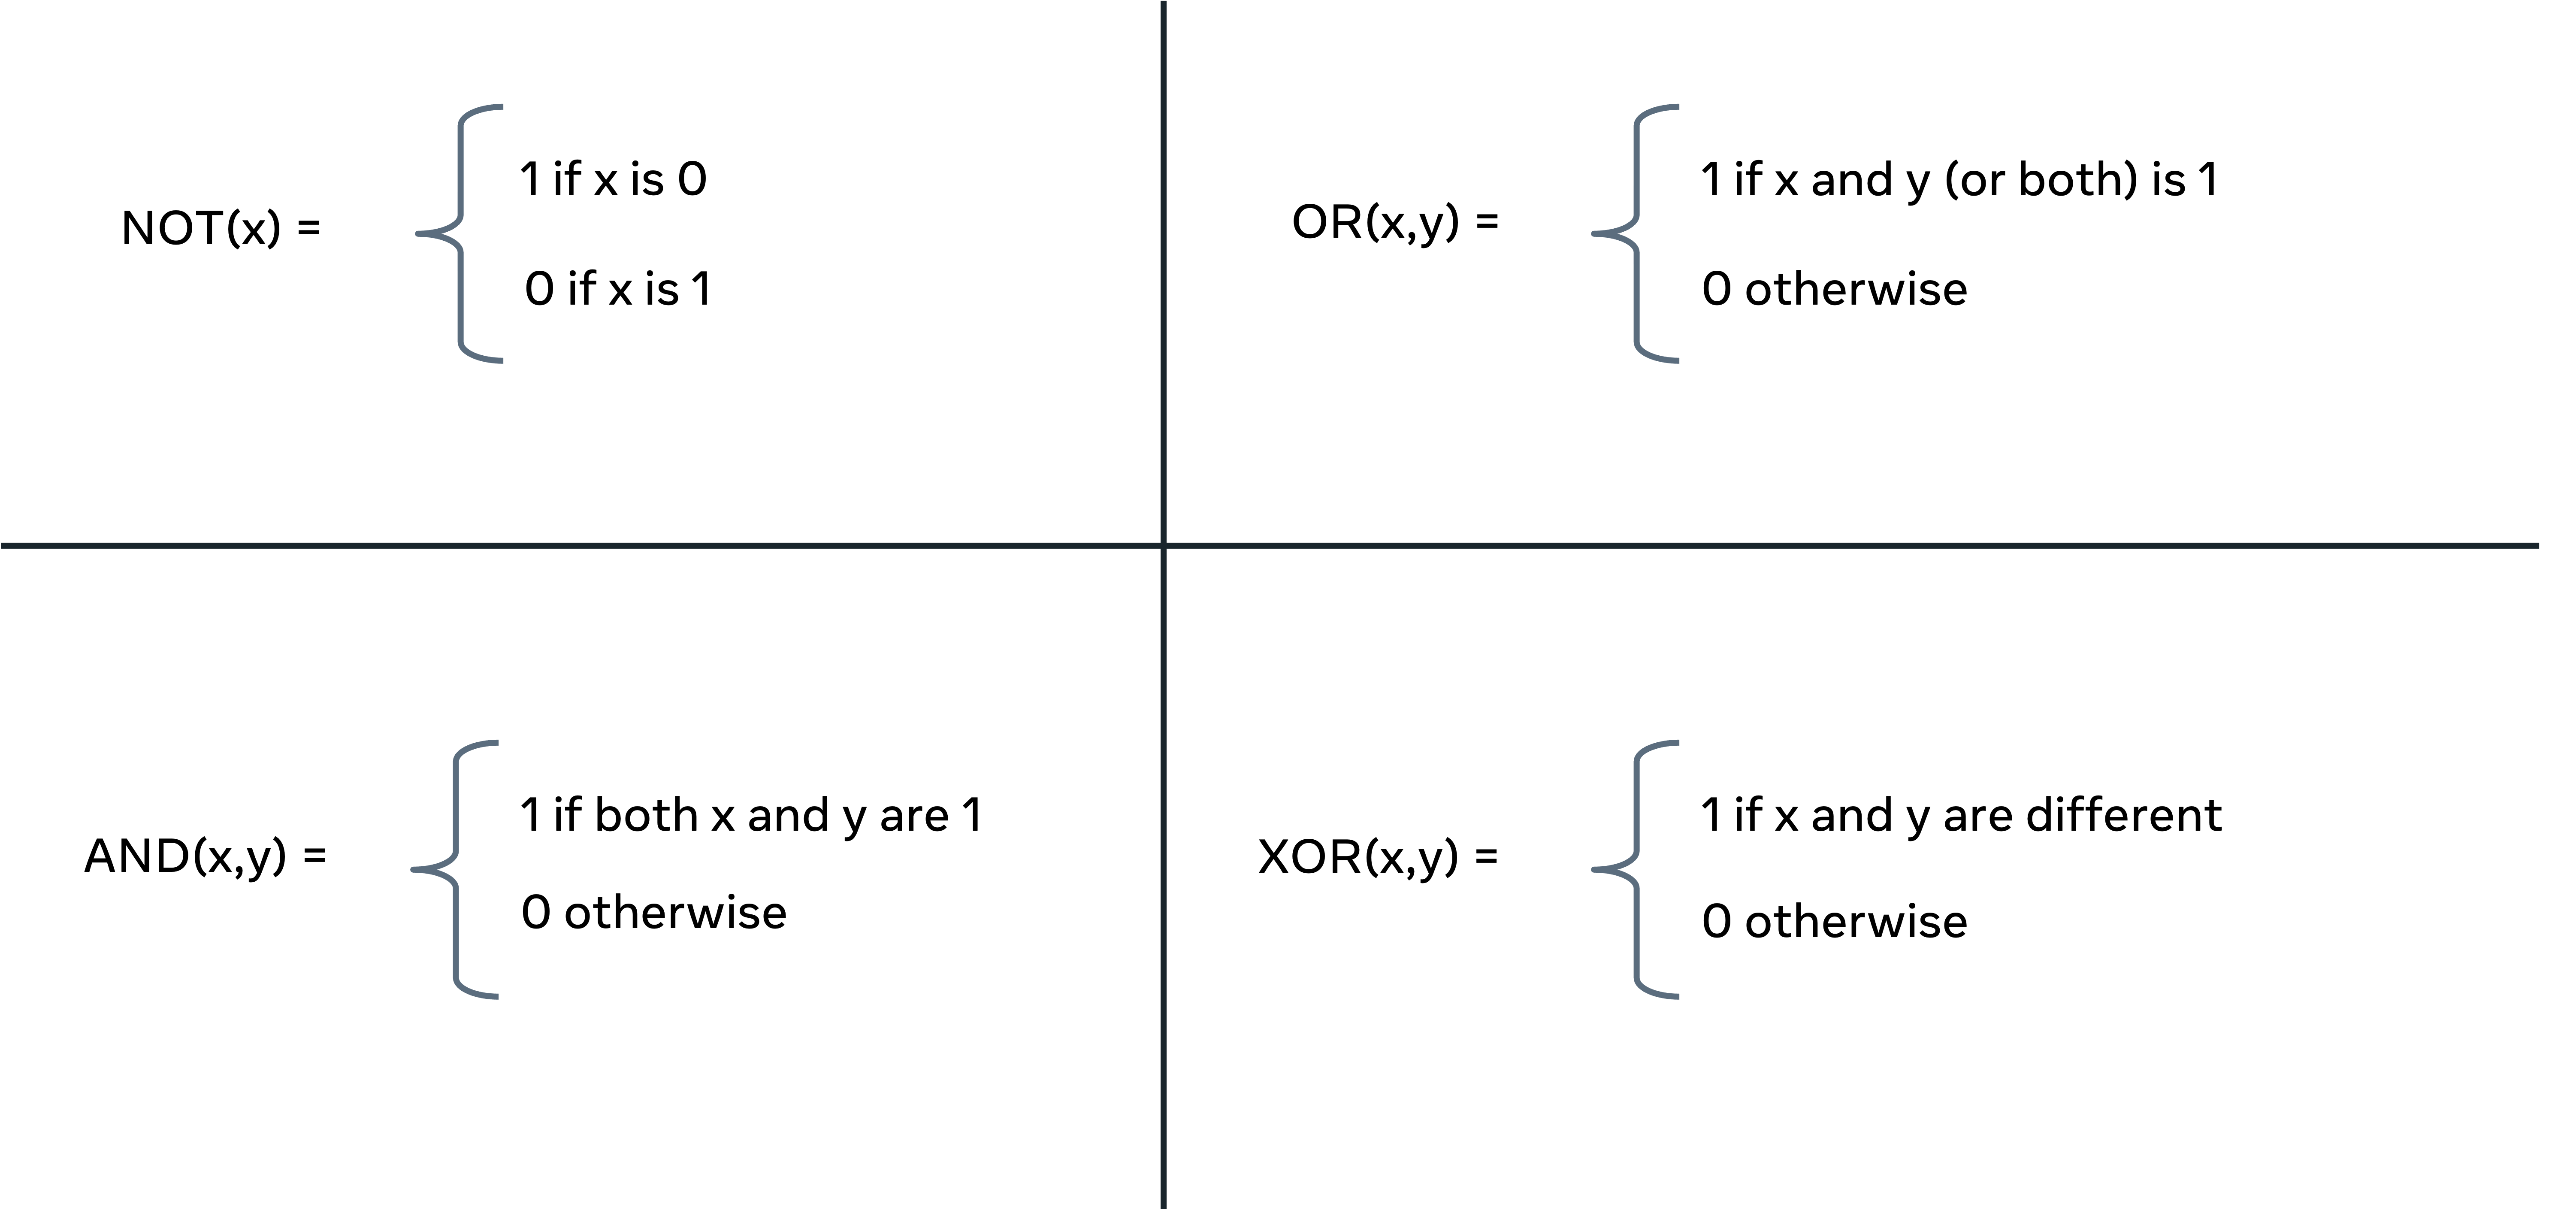 NOT(x) =
1 if x is 0
0 if x is 1
OR(x,y) =
1 if x and y (or both) is 1
0 otherwise
AND(x,y) =
1 if both x and y are 1
0 otherwise
XOR(x,y) =
1 if x and y are different
0 otherwise